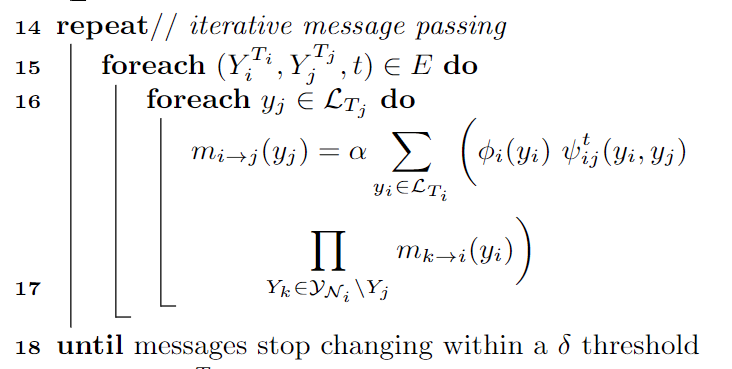 14 repeat// iterative message passing
15 foreach (Y_i^{T_i}, Y_j^{T_j}, t) ∈ E do
16 foreach y_j ∈ 𝓛_{T_j} do
m_{i→j}(y_j) = α ∑_{y_i∈𝓛_{T_i}} ( ϕ_i(y_i) ψ_{ij}^t(y_i, y_j)
17 ∏_{Y_k∈𝒴_{𝒩_i}\Y_j} m_{k→i}(y_i) )
18 until messages stop changing within a δ threshold